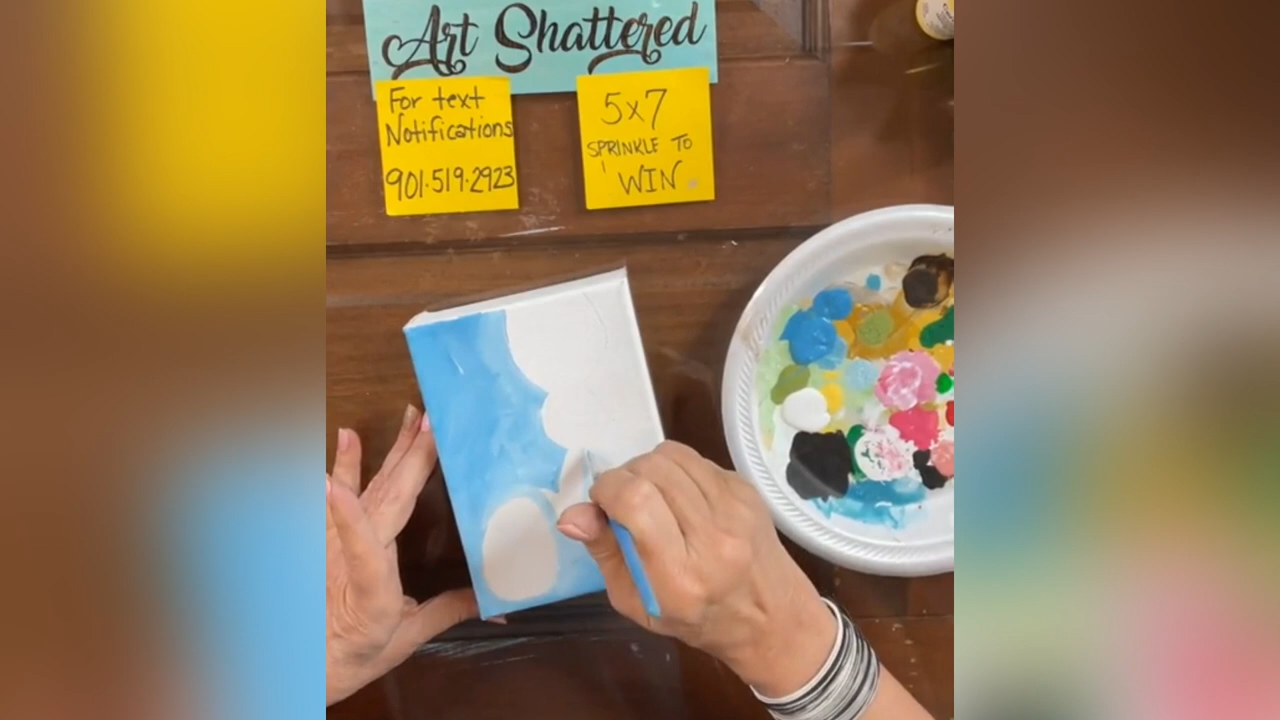 Art Shattered
For text
Notifications
901.519.2923
5x7
SPRINKLE TO
WIN